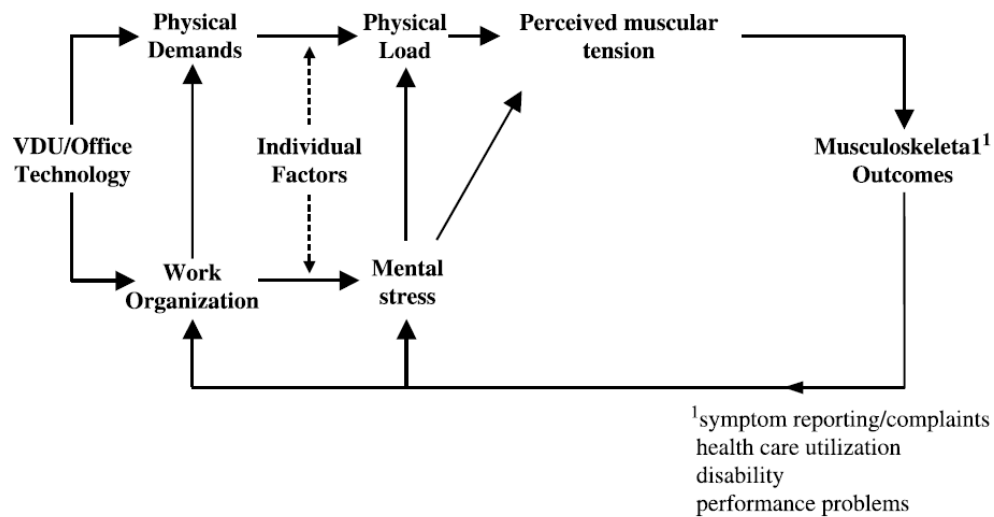 Physical
Demands
Physical
Load
Perceived muscular
tension
VDU/Office
Technology
Individual
Factors
Musculoskeleta1¹
Outcomes
Work
Organization
Mental
stress
¹symptom reporting/complaints
health care utilization
disability
performance problems